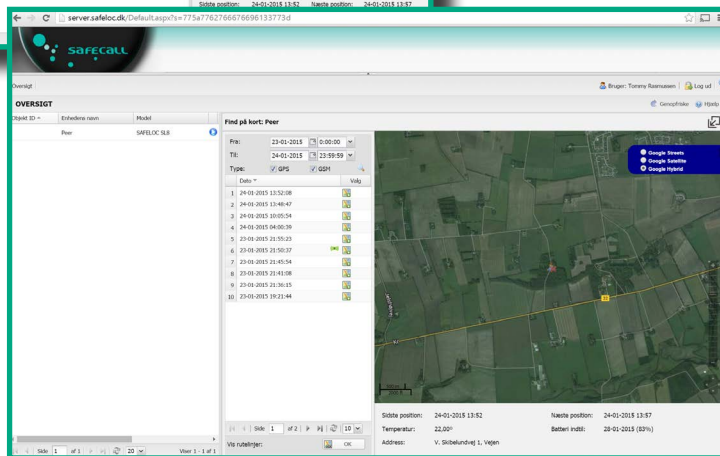 Sidste position: 24-01-2015 13:52 Næste position: 24-01-2015 13:57
server.safeloc.dk/Default.aspx?s=775a7762766676696133773d
SAFECALL
Oversigt
Bruger: Tommy Rasmussen Log ud
OVERSIGT
Genopfriske Hjælp
Objekt ID Enhedens navn Model
Peer SAFELOC SL8
Find på kort: Peer
Fra: 23-01-2015 0:00:00
Til: 24-01-2015 23:59:59
Type: GPS GSM
Dato Valg
1 24-01-2015 13:52:08
2 24-01-2015 13:48:47
3 24-01-2015 10:05:54
4 24-01-2015 04:00:39
5 23-01-2015 21:55:23
6 23-01-2015 21:50:37
7 23-01-2015 21:45:54
8 23-01-2015 21:41:08
9 23-01-2015 21:36:15
10 23-01-2015 19:21:44
Google Streets
Google Satellite
Google Hybrid
Side 1 af 2 10
Vis rutelinjer: OK
Sidste position: 24-01-2015 13:52 Næste position: 24-01-2015 13:57
Temperatur: 22,00º Batteri indtil: 28-01-2015 (83%)
Address: V. Skibelundvej 1, Vejen
Side 1 af 1 20 Viser 1 - 1 af 1